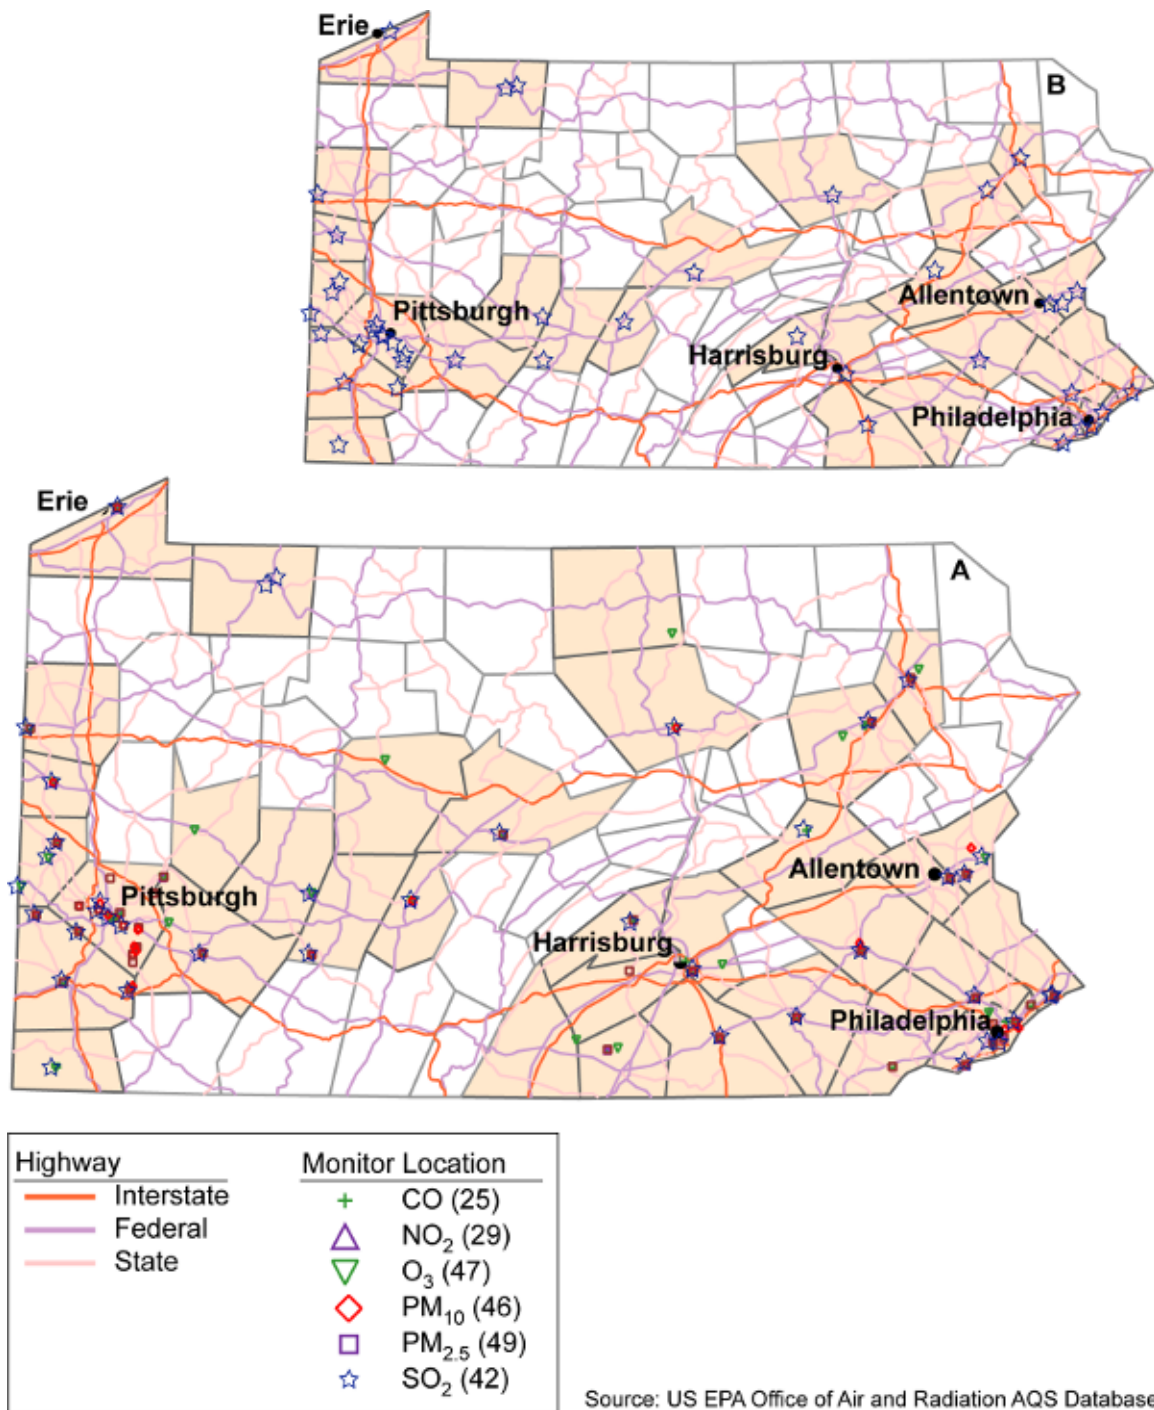 Erie
B
Pittsburgh
Allentown
Harrisburg
Philadelphia
Erie
A
Pittsburgh
Allentown
Harrisburg
Philadelphia
Highway
Interstate
Federal
State
Monitor Location
CO (25)
NO₂ (29)
O₃ (47)
PM₁₀ (46)
PM₂.₅ (49)
SO₂ (42)
Source: US EPA Office of Air and Radiation AQS Database